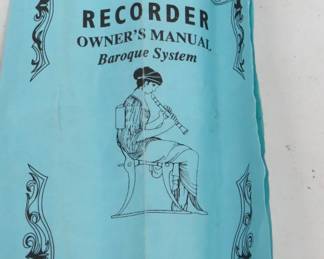 RECORDER
OWNER'S MANUAL
Baroque System